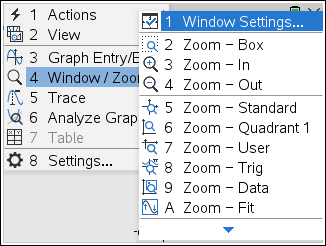 1 Actions
2 View
3 Graph Entry/E
4 Window / Zoo
5 Trace
6 Analyze Grap
7 Table
8 Settings...
1 Window Settings...
2 Zoom – Box
3 Zoom – In
4 Zoom – Out
5 Zoom – Standard
6 Zoom – Quadrant 1
7 Zoom – User
8 Zoom – Trig
9 Zoom – Data
A Zoom – Fit